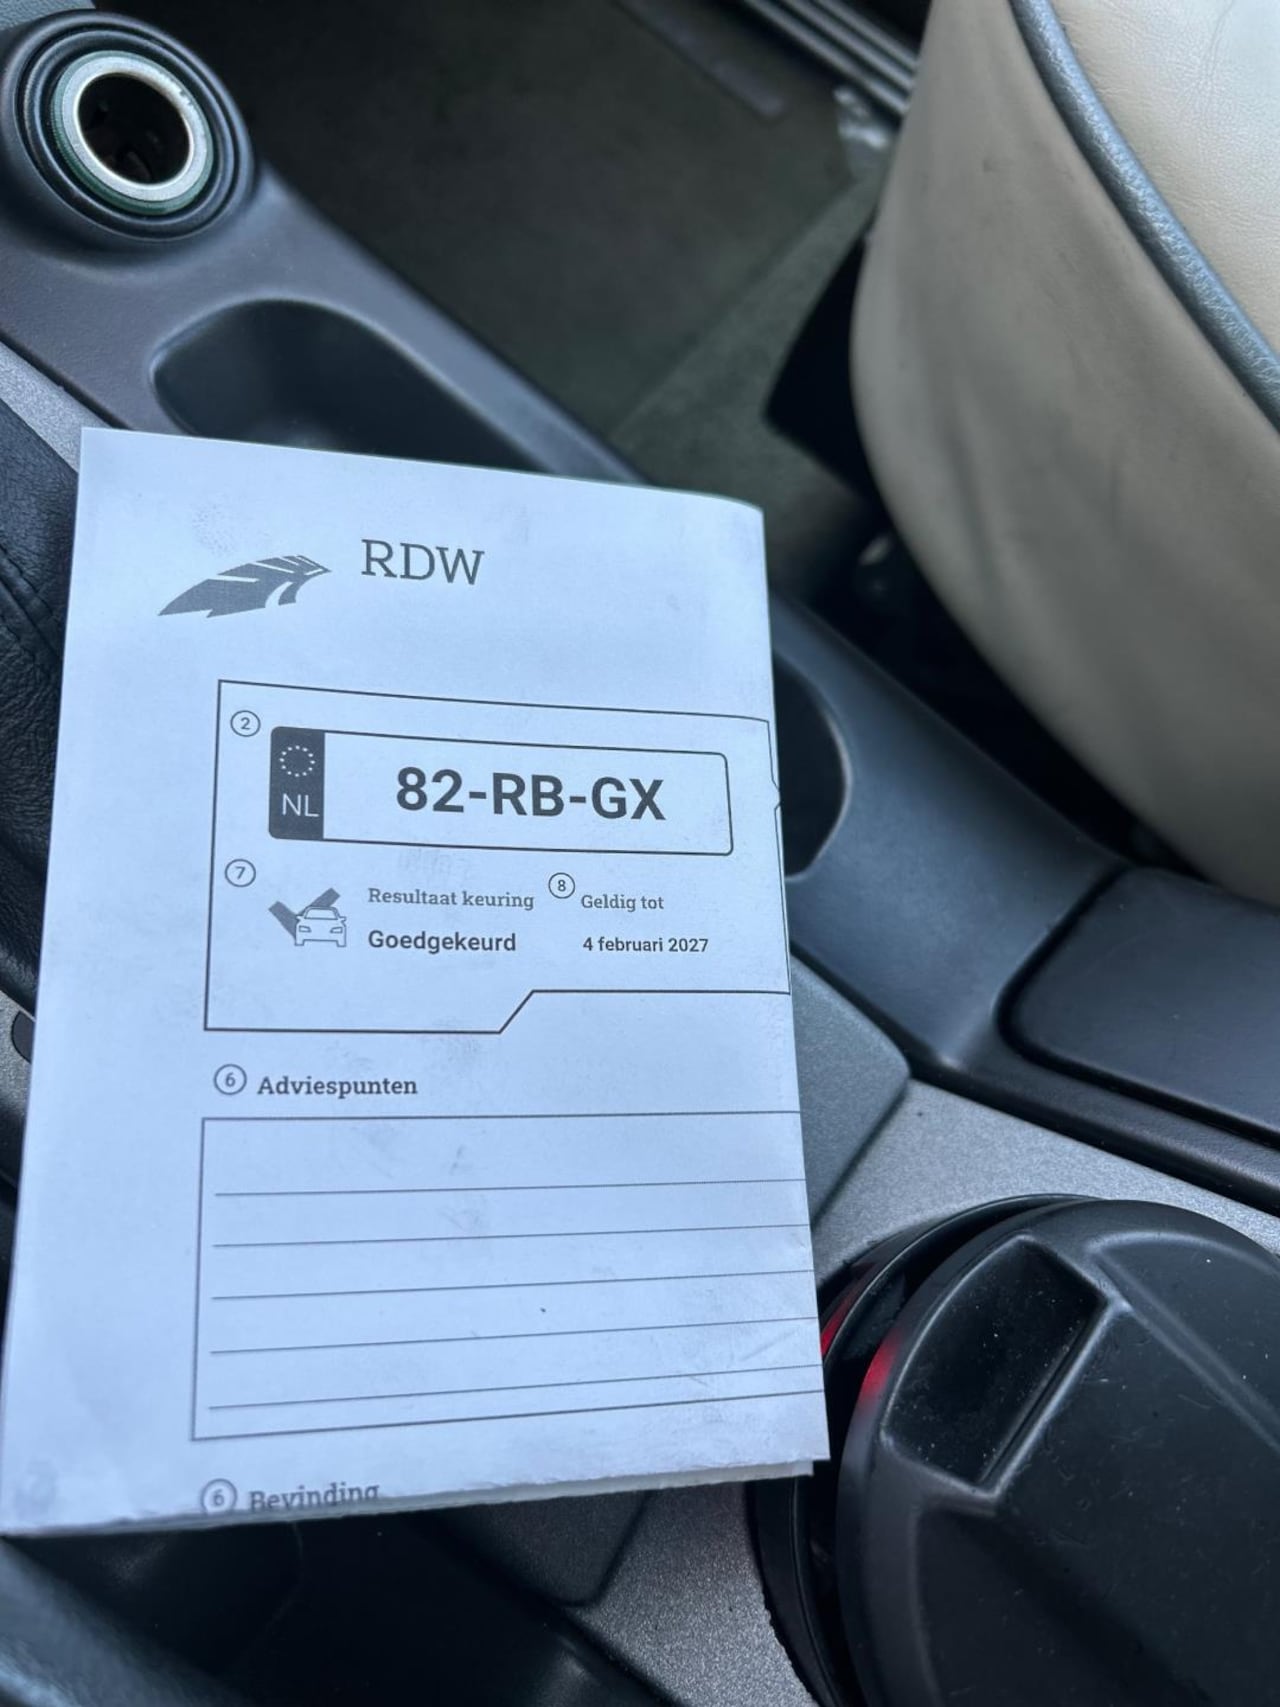 RDW
2
NL
82-RB-GX
7
Resultaat keuring
8
Geldig tot
Goedgekeurd
4 februari 2027
6 Adviespunten
6 Bevinding